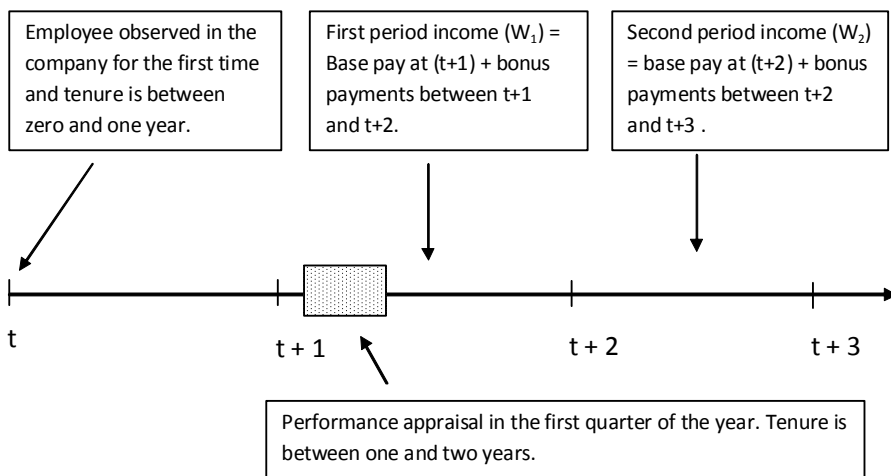 Employee observed in the
company for the first time
and tenure is between
zero and one year.
First period income (W₁) =
Base pay at (t+1) + bonus
payments between t+1
and t+2.
Second period income (W₂)
= base pay at (t+2) + bonus
payments between t+2
and t+3 .
t
t + 1
t + 2
t + 3
Performance appraisal in the first quarter of the year. Tenure is
between one and two years.